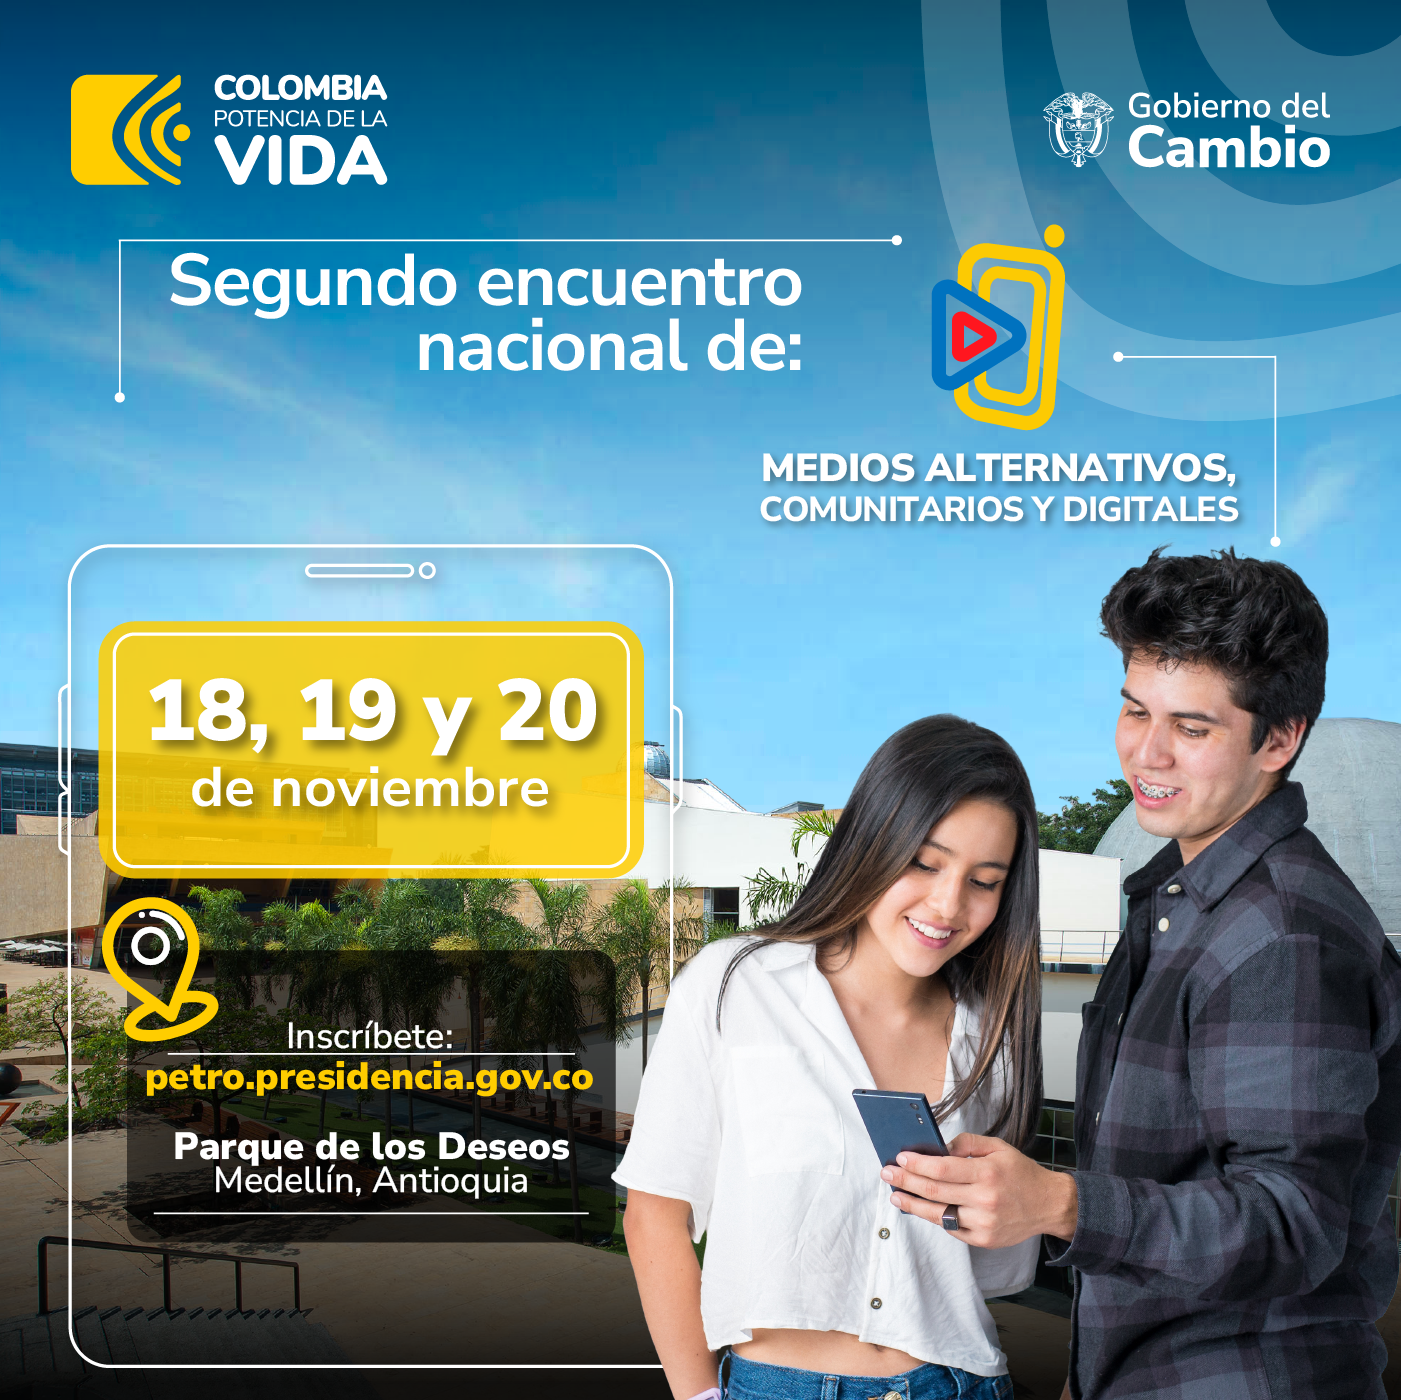 COLOMBIA
POTENCIA DE LA
VIDA
Gobierno del
Cambio
Segundo encuentro
nacional de:
MEDIOS ALTERNATIVOS,
COMUNITARIOS Y DIGITALES
18, 19 y 20
de noviembre
Inscríbete:
petro.presidencia.gov.co
Parque de los Deseos
Medellín, Antioquia